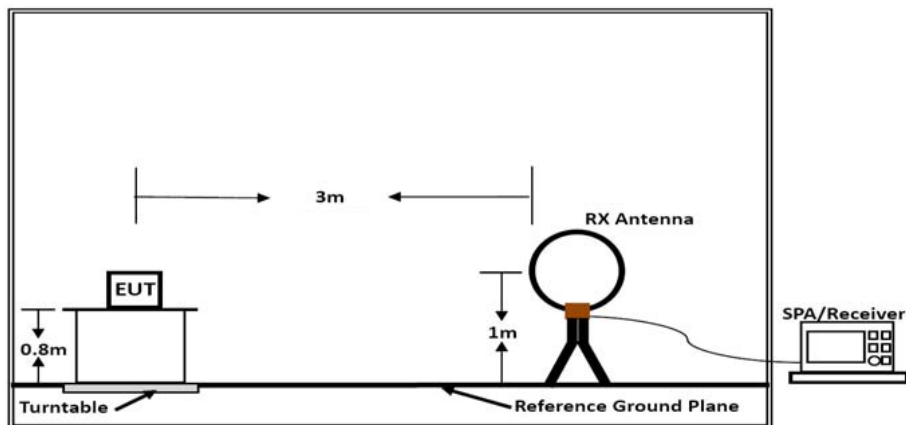 3m
RX Antenna
EUT
SPA/Receiver
0.8m
1m
Turntable
Reference Ground Plane